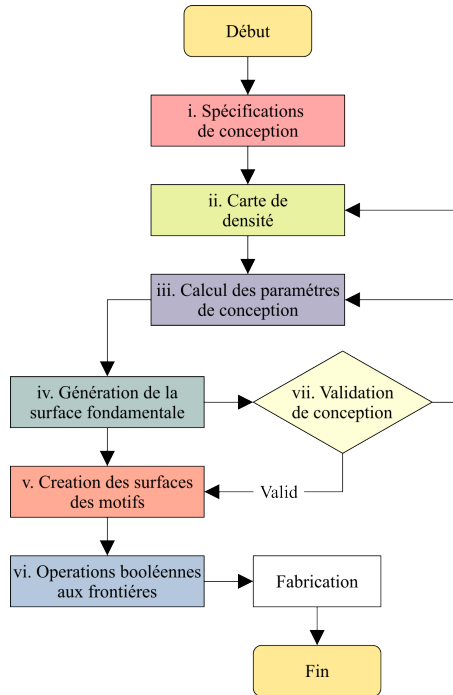 Début
i. Spécifications
de conception
ii. Carte de
densité
iii. Calcul des paramétres
de conception
iv. Génération de la
surface fondamentale
vii. Validation
de conception
v. Creation des surfaces
des motifs
Valid
vi. Operations booléennes
aux frontiéres
Fabrication
Fin